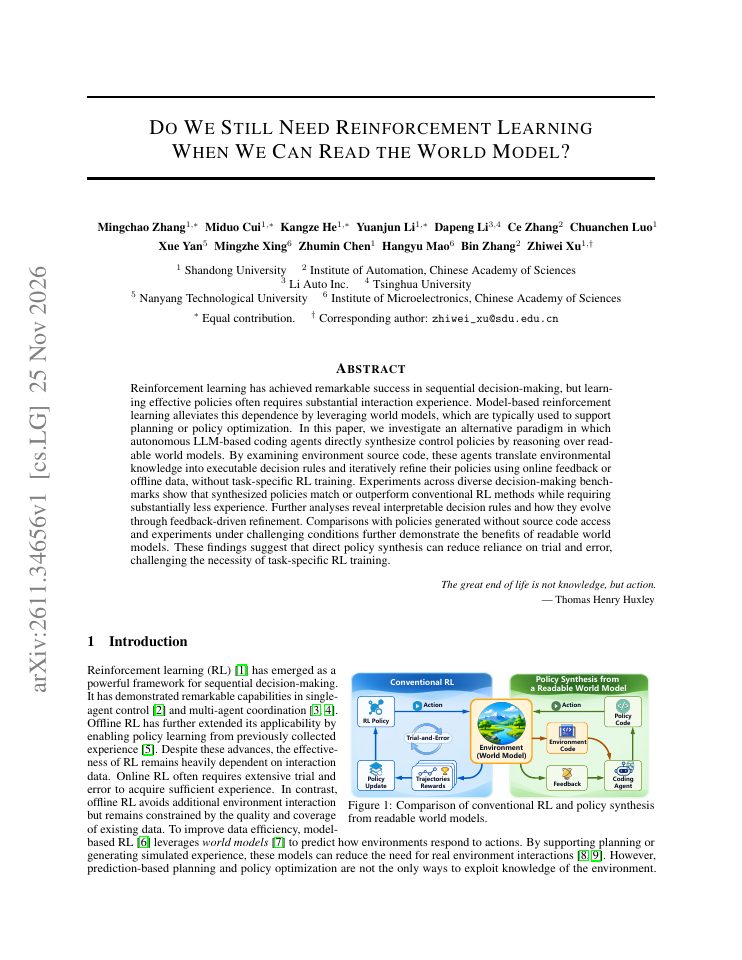 DO WE STILL NEED REINFORCEMENT LEARNING
WHEN WE CAN READ THE WORLD MODEL?
Mingchao Zhang1,∗ Miduo Cui1,∗ Kangze He1,∗ Yuanjun Li1,∗ Dapeng Li3,4 Ce Zhang2 Chuanchen Luo1
Xue Yan5 Mingzhe Xing6 Zhumin Chen1 Hangyu Mao6 Bin Zhang2 Zhiwei Xu1,†
1 Shandong University 2 Institute of Automation, Chinese Academy of Sciences
3 Li Auto Inc. 4 Tsinghua University
5 Nanyang Technological University 6 Institute of Microelectronics, Chinese Academy of Sciences
∗ Equal contribution. † Corresponding author: zhiwei_xu@sdu.edu.cn
arXiv:2611.34656v1 [cs.LG] 25 Nov 2026
ABSTRACT
Reinforcement learning has achieved remarkable success in sequential decision-making, but learn-
ing effective policies often requires substantial interaction experience. Model-based reinforcement
learning alleviates this dependence by leveraging world models, which are typically used to support
planning or policy optimization. In this paper, we investigate an alternative paradigm in which
autonomous LLM-based coding agents directly synthesize control policies by reasoning over read-
able world models. By examining environment source code, these agents translate environmental
knowledge into executable decision rules and iteratively refine their policies using online feedback or
offline data, without task-specific RL training. Experiments across diverse decision-making bench-
marks show that synthesized policies match or outperform conventional RL methods while requiring
substantially less experience. Further analyses reveal interpretable decision rules and how they evolve
through feedback-driven refinement. Comparisons with policies generated without source code access
and experiments under challenging conditions further demonstrate the benefits of readable world
models. These findings suggest that direct policy synthesis can reduce reliance on trial and error,
challenging the necessity of task-specific RL training.
The great end of life is not knowledge, but action.
— Thomas Henry Huxley
1 Introduction
Reinforcement learning (RL) [1] has emerged as a
powerful framework for sequential decision-making.
It has demonstrated remarkable capabilities in single-
agent control [2] and multi-agent coordination [3, 4].
Offline RL has further extended its applicability by
enabling policy learning from previously collected
experience [5]. Despite these advances, the effective-
ness of RL remains heavily dependent on interaction
data. Online RL often requires extensive trial and
error to acquire sufficient experience. In contrast,
offline RL avoids additional environment interaction
but remains constrained by the quality and coverage
of existing data. To improve data efficiency, model-
based RL [6] leverages world models [7] to predict how environments respond to actions. By supporting planning or
generating simulated experience, these models can reduce the need for real environment interactions [8, 9]. However,
prediction-based planning and policy optimization are not the only ways to exploit knowledge of the environment.
Conventional RL
Action
RL Policy
Trial-and-Error
Policy
Update
Trajectories
Rewards
Environment
(World Model)
Policy Synthesis from
a Readable World Model
Action
Policy
Code
Environment
Code
Feedback
Coding
Agent
Figure 1: Comparison of conventional RL and policy synthesis
from readable world models.